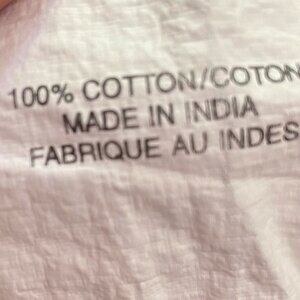 100% COTTON/COTON
MADE IN INDIA
FABRIQUE AU INDES